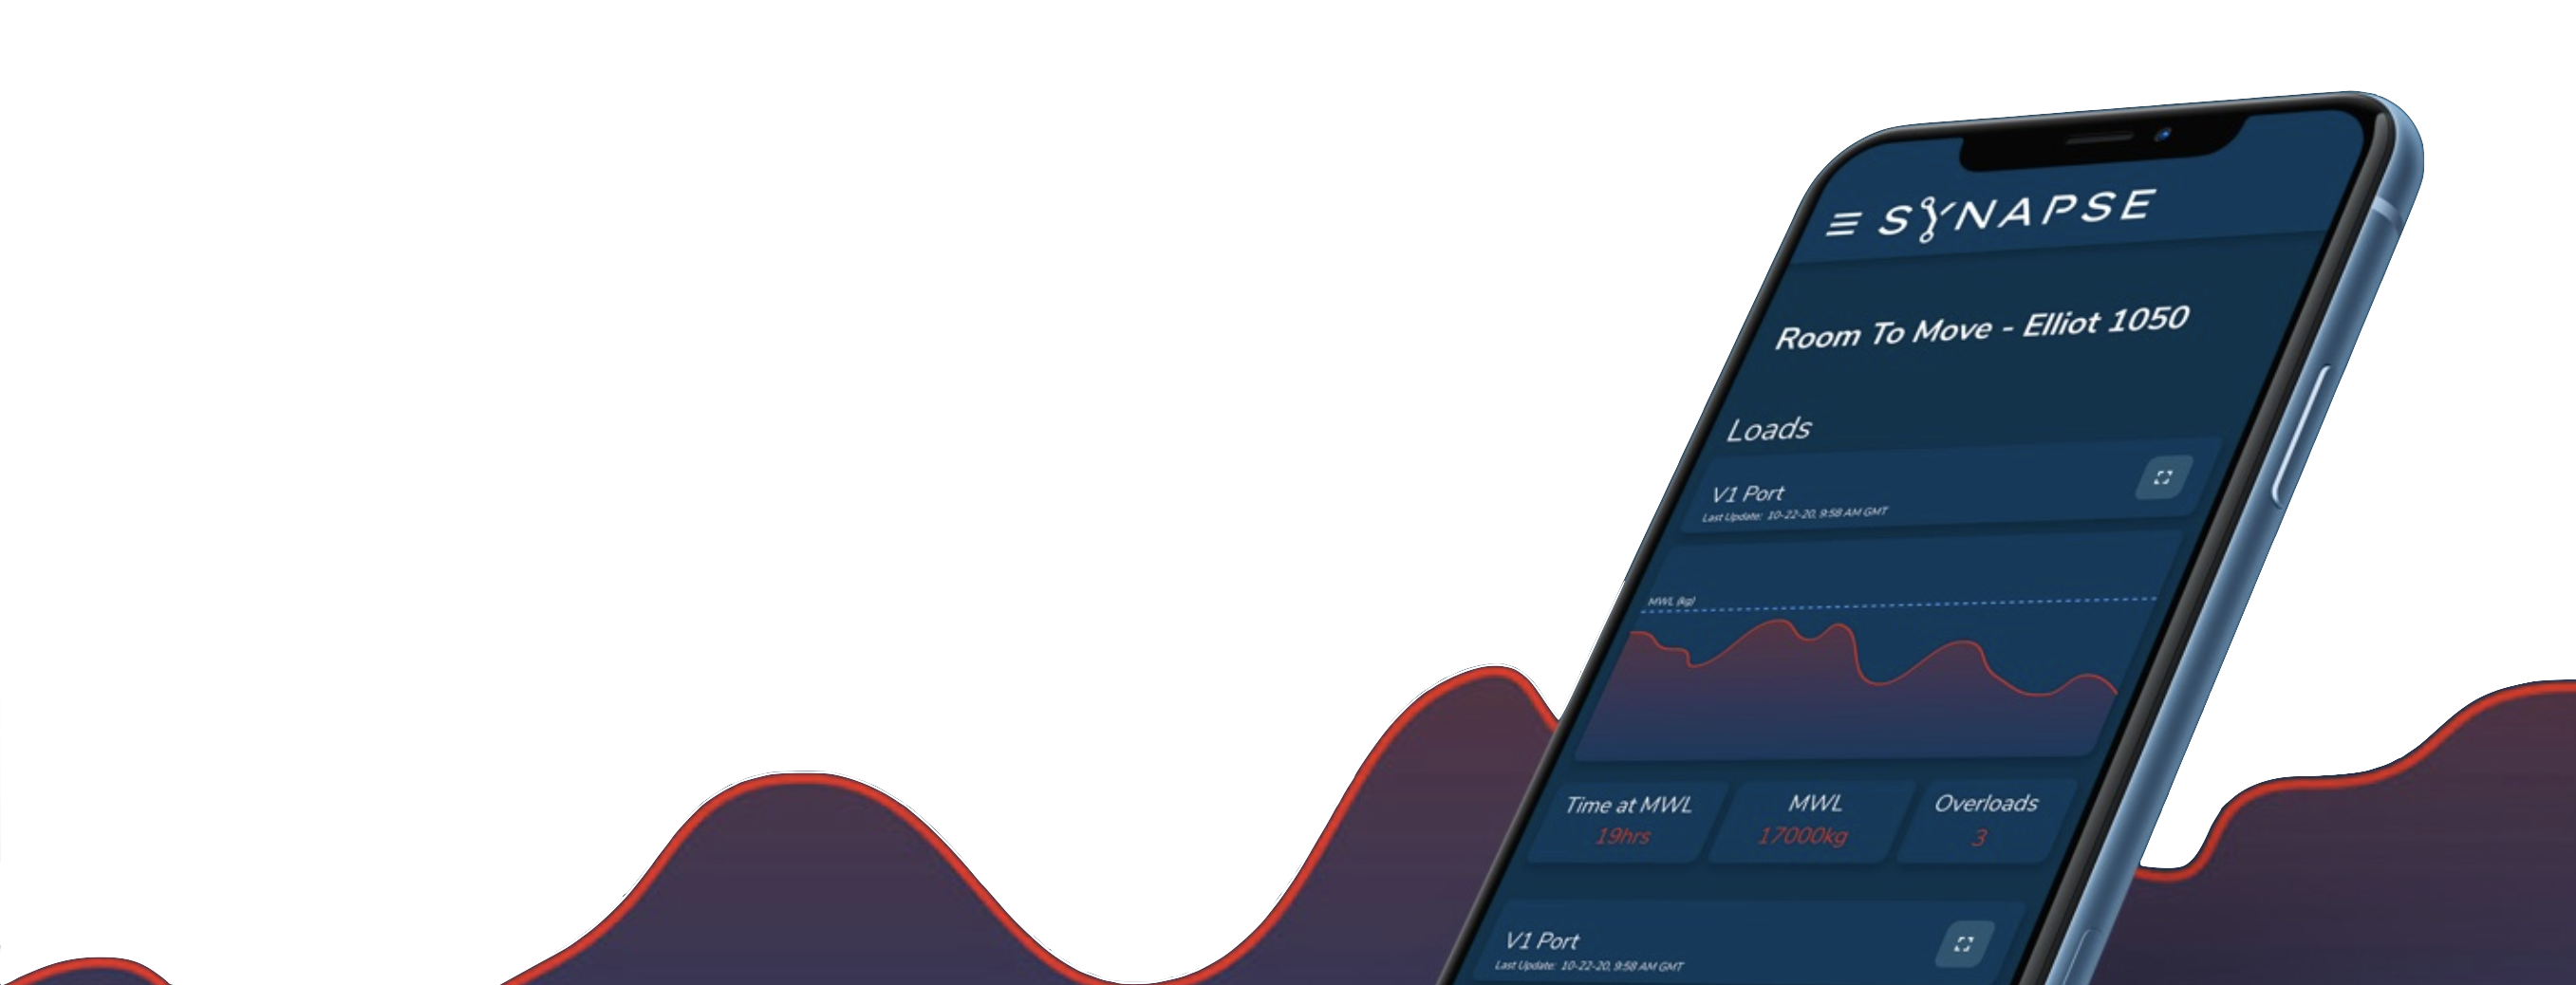 SYNAPSE
Room To Move - Elliot 1050
Loads
V1 Port
Last Update: 10-22-20, 9:58 AM GMT
MWL (kg)
Time at MWL
19hrs
MWL
17000kg
Overloads
3
V1 Port
Last Update: 10-22-20, 9:58 AM GMT